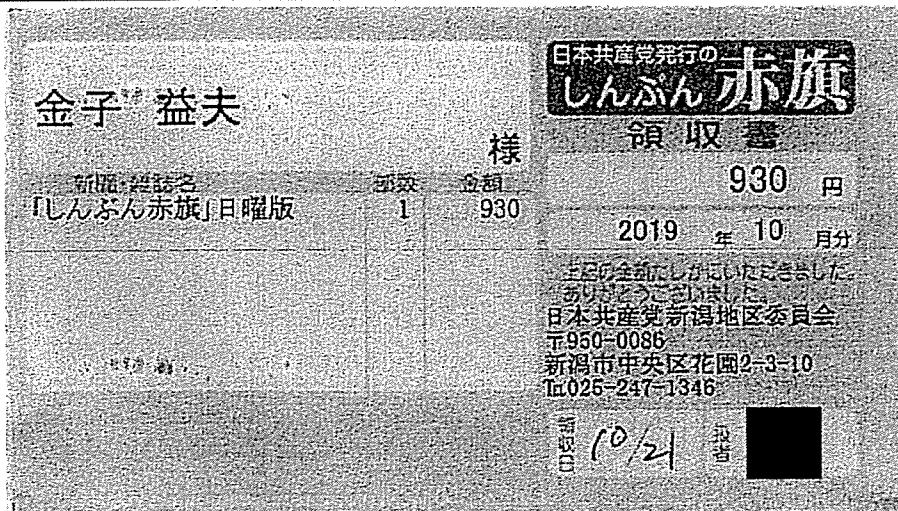 金子 益夫
様
新聞・雑誌名 部数 金額
「しんぶん赤旗」日曜版 1 930
日本共産党発行の
しんぶん 赤旗
領収書
930 円
2019 年 10 月分
上記の金額たしかにいただきました。
ありがとうございました。
日本共産党新潟地区委員会
〒950-0086
新潟市中央区花園2-3-10
℡025-247-1346
領収日 10/21 扱者